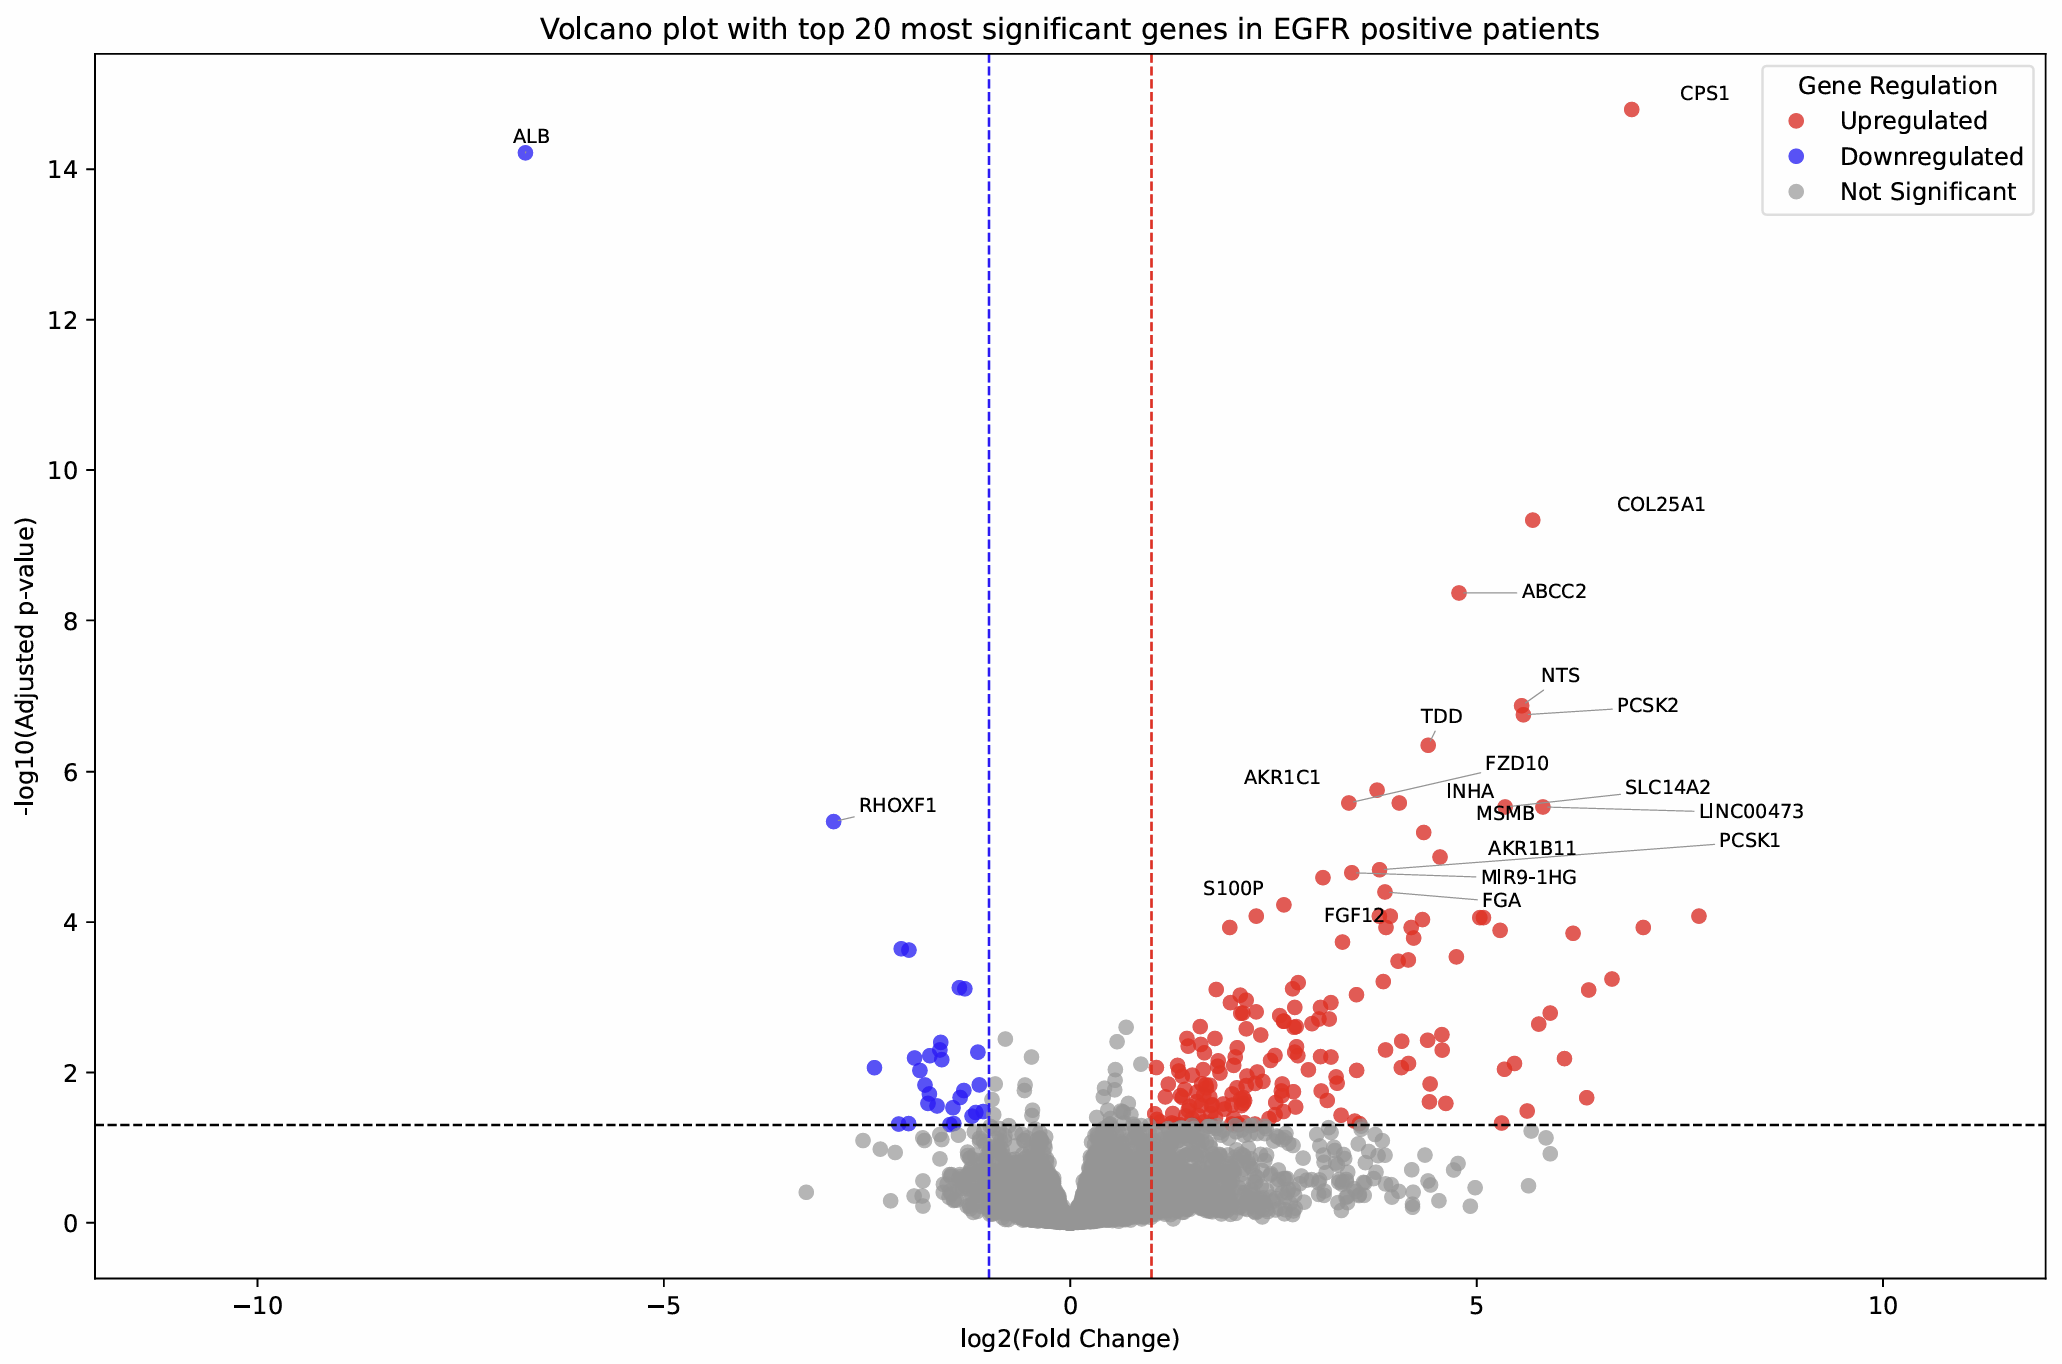 Volcano plot with top 20 most significant genes in EGFR positive patients
Gene Regulation
Upregulated
Downregulated
Not Significant
CPS1
ALB
COL25A1
ABCC2
NTS
PCSK2
TDD
FZD10
AKR1C1
SLC14A2
INHA
RHOXF1
MSMB
LINC00473
PCSK1
AKR1B11
MIR9-1HG
S100P
FGA
FGF12
14
12
10
8
6
4
2
0
-log10(Adjusted p-value)
−10
−5
0
5
10
log2(Fold Change)